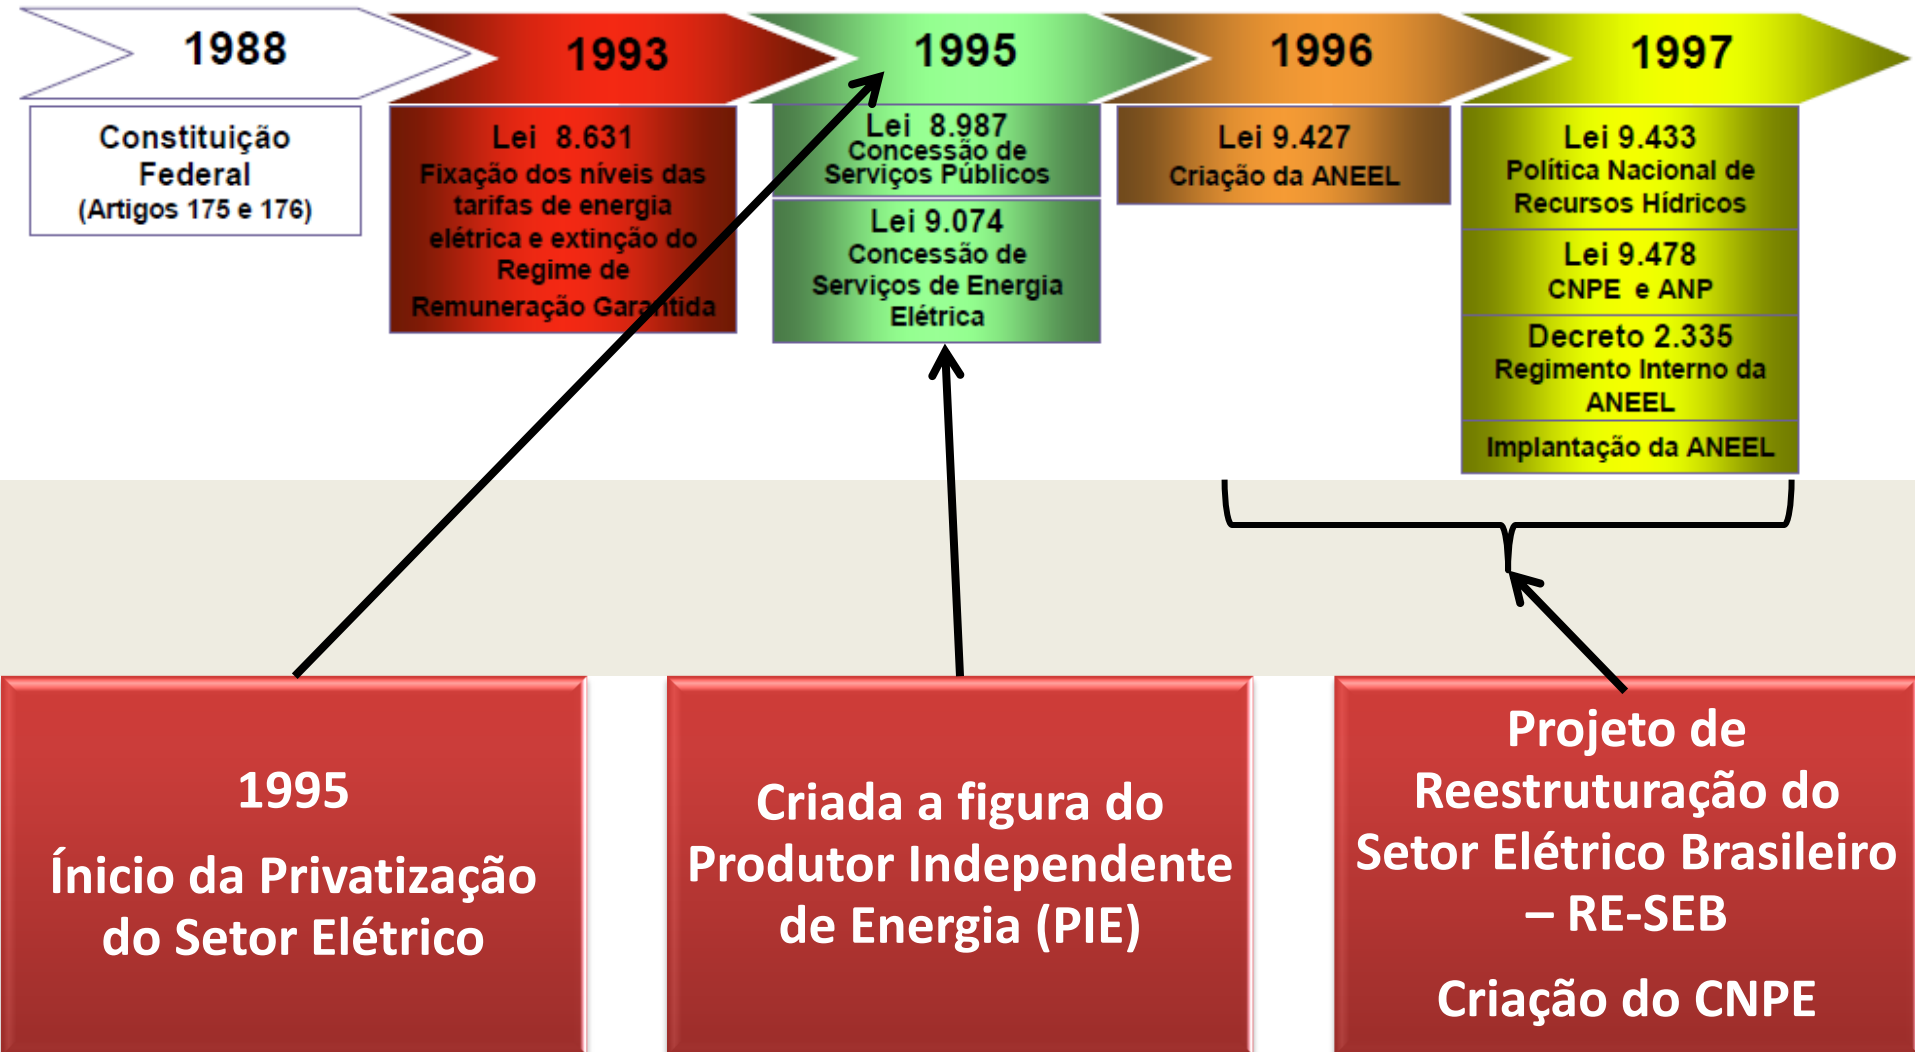 1988
Constituição
Federal
(Artigos 175 e 176)
1993
Lei 8.631
Fixação dos níveis das
tarifas de energia
elétrica e extinção do
Regime de
Remuneração Garantida
1995
Lei 8.987
Concessão de
Serviços Públicos
Lei 9.074
Concessão de
Serviços de Energia
Elétrica
1996
Lei 9.427
Criação da ANEEL
1997
Lei 9.433
Política Nacional de
Recursos Hídricos
Lei 9.478
CNPE e ANP
Decreto 2.335
Regimento Interno da
ANEEL
Implantação da ANEEL
1995
Ínicio da Privatização
do Setor Elétrico
Criada a figura do
Produtor Independente
de Energia (PIE)
Projeto de
Reestruturação do
Setor Elétrico Brasileiro
– RE-SEB
Criação do CNPE